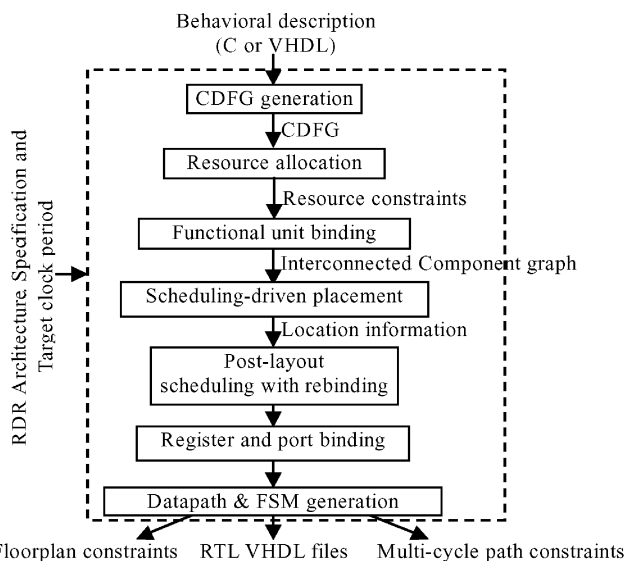 Behavioral description
(C or VHDL)
CDFG generation
CDFG
Resource allocation
Resource constraints
Functional unit binding
Interconnected Component graph
Scheduling-driven placement
Location information
Post-layout
scheduling with rebinding
Register and port binding
Datapath & FSM generation
RDR Archtecture Specification and
Target clock period
Floorplan constraints
RTL VHDL files
Multi-cycle path constraints